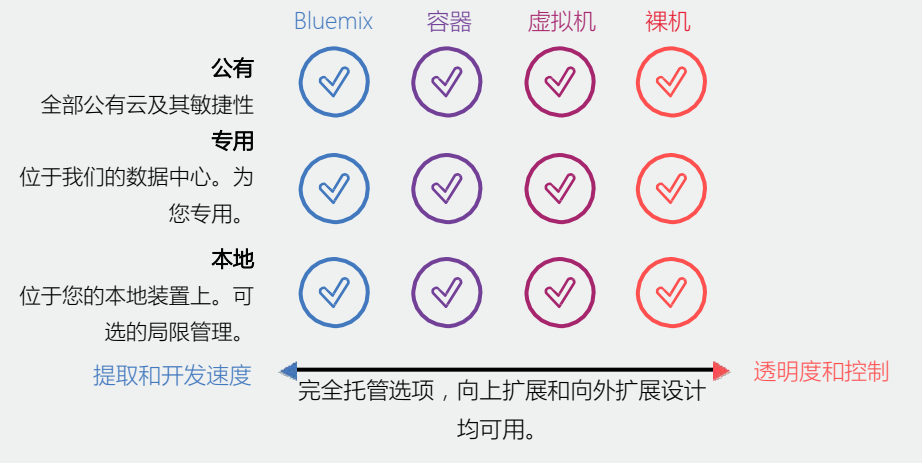 Bluemix 容器 虚拟机 裸机
公有
全部公有云及其敏捷性
专用
位于我们的数据中心。为
您专用。
本地
位于您的本地装置上。可
选的局限管理。
提取和开发速度
透明度和控制
完全托管选项，向上扩展和向外扩展设计
均可用。